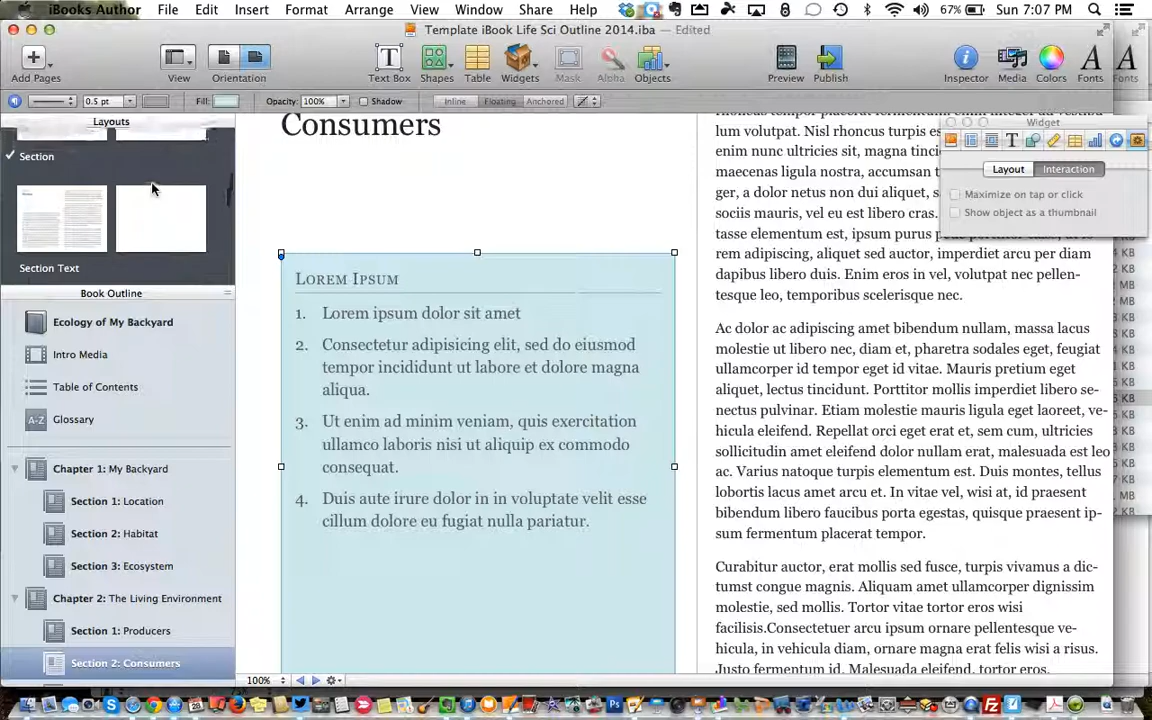 iBooks Author File Edit Insert Format Arrange View Window Share Help 67% Sun 7:07 PM
Template iBook Life Sci Outline 2014.iba — Edited
Add Pages View Orientation T Text Box Shapes Table Widgets Mask Alpha Objects Preview Publish Inspector Media Colors Fonts Fonts
0.5 pt Fill: Opacity: 100% Shadow Inline Floating Anchored
Layouts
Section
Section Text
Book Outline
Ecology of My Backyard
Intro Media
Table of Contents
A-Z Glossary
Chapter 1: My Backyard
Section 1: Location
Section 2: Habitat
Section 3: Ecosystem
Chapter 2: The Living Environment
Section 1: Producers
Section 2: Consumers
Consumers
Lorem Ipsum
1. Lorem ipsum dolor sit amet
2. Consectetur adipisicing elit, sed do eiusmod
tempor incididunt ut labore et dolore magna
aliqua.
3. Ut enim ad minim veniam, quis exercitation
ullamco laboris nisi ut aliquip ex commodo
consequat.
4. Duis aute irure dolor in in voluptate velit esse
cillum dolore eu fugiat nulla pariatur.
100%
rhoncus turpis es
lum volutpat. Nisl rhoncus turpis e
maecenas ligula nostra, accumsan
ger, a dolor netus non dui aliquet, s
sociis mauris, vel eu est libero cras.
tasse elementum est, ipsum purus p
rem adipiscing, aliquet social, imperdiet ligula commodo
dapibus libero duis. Enim eros in vel, volutpat nec pellen-
tesque leo, temporibus scelerisque nec.
Ac dolor ac adipiscing amet bibendum nullam, massa lacus
molestie ut libero nec, diam et, pharetra sodales eget, feugiat
ullamcorper id tempor eget id vitae. Mauris pretium eget
aliquet, lectus tincidunt. Porttitor mollis imperdiet libero se-
nectus pulvinar. Etiam molestie mauris ligula eget laoreet, ve-
hicula eleifend. Repellat orci eget erat et, sem cum, ultricies
sollicitudin amet eleifend dolor nullam erat, malesuada est leo
ac. Varius natoque turpis elementum est. Duis montes, tellus
lobortis lacus amet arcu et. In vitae vel, wisi at, id praesent
bibendum libero faucibus porta egestas, quisque praesent ip-
sum fermentum placerat tempor.
Curabitur auctor, erat mollis sed fusce, turpis vivamus a dic-
tumst congue magnis. Aliquam amet ullamcorper dignissim
molestie, sed mollis. Tortor vitae tortor eros wisi
facilisis.Consectetuer arcu ipsum ornare pellentesque ve-
hicula, in vehicula diam, ornare magna erat felis wisi a risus.
Justo fermentum id. Malesuada eleifend, tortor eros.
Widget
Layout Interaction
Maximize on tap or click
Show object as a thumbnail